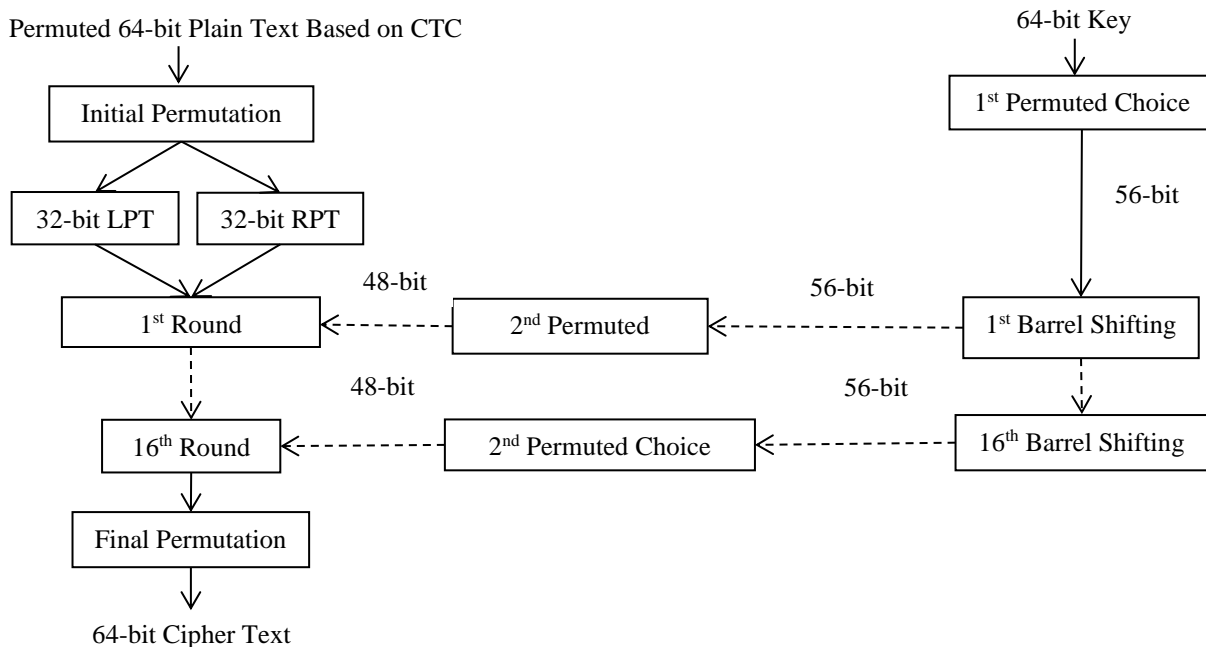 Permuted 64-bit Plain Text Based on CTC
64-bit Key
Initial Permutation
1st Permuted Choice
32-bit LPT
32-bit RPT
56-bit
48-bit
56-bit
1st Round
2nd Permuted
1st Barrel Shifting
48-bit
56-bit
16th Round
2nd Permuted Choice
16th Barrel Shifting
Final Permutation
64-bit Cipher Text